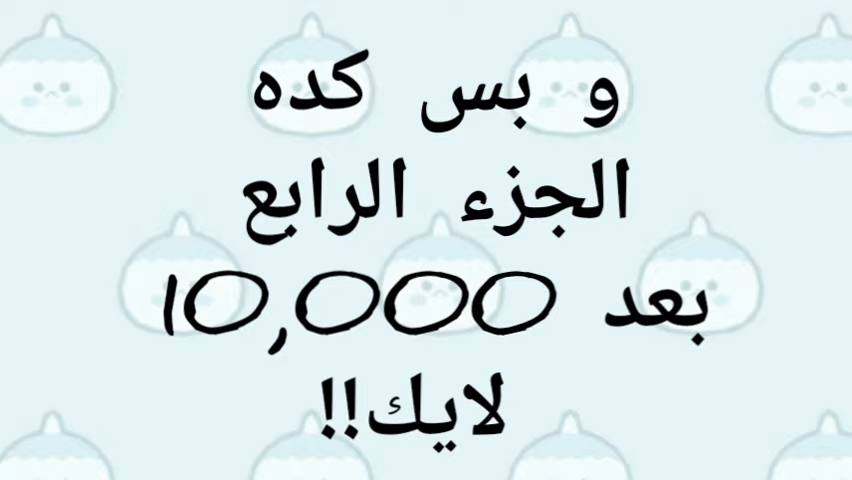 و بس كده
الجزء الرابع
بعد 10,000
لايك!!